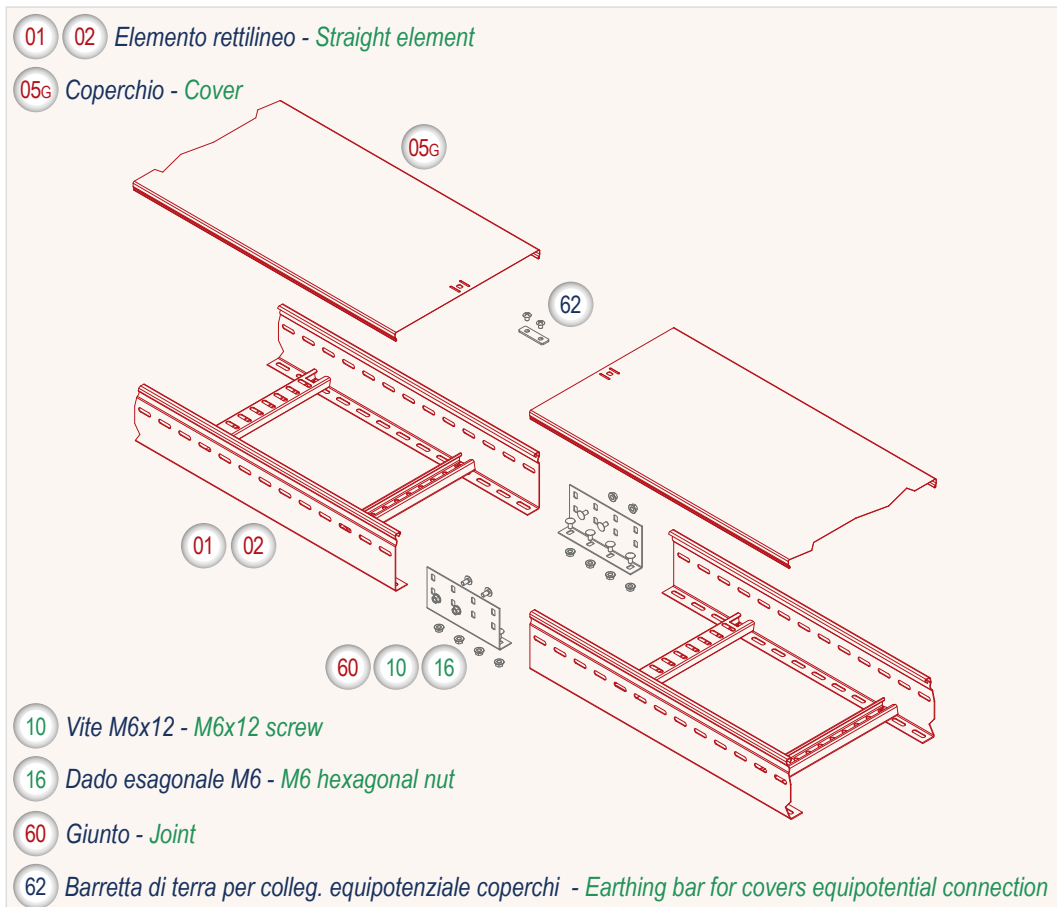 01 02 Elemento rettilineo - Straight element
05G Coperchio - Cover
05G
62
01 02
60 10 16
10 Vite M6x12 - M6x12 screw
16 Dado esagonale M6 - M6 hexagonal nut
60 Giunto - Joint
62 Barretta di terra per colleg. equipotenziale coperchi - Earthing bar for covers equipotential connection